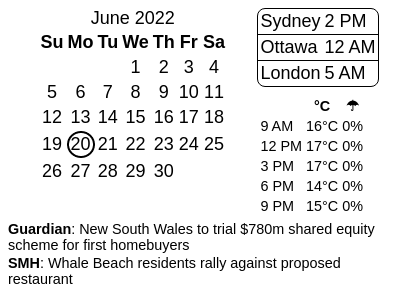 June 2022
Su Mo Tu We Th Fr Sa
1 2 3 4
5 6 7 8 9 10 11
12 13 14 15 16 17 18
19 20 21 22 23 24 25
26 27 28 29 30
Sydney 2 PM
Ottawa 12 AM
London 5 AM
°C ☂
9 AM 16°C 0%
12 PM 17°C 0%
3 PM 17°C 0%
6 PM 14°C 0%
9 PM 15°C 0%
Guardian: New South Wales to trial $780m shared equity
scheme for first homebuyers
SMH: Whale Beach residents rally against proposed
restaurant